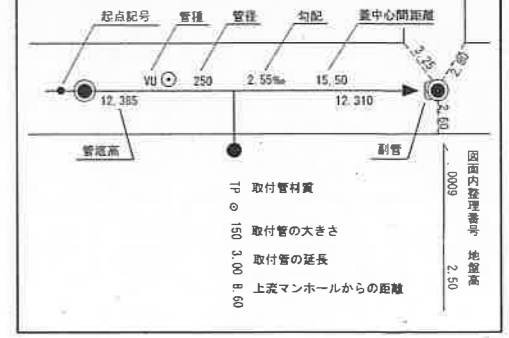 起点記号 管種 管径 勾配 蓋中心間距離
VU 250 2.55‰ 15.50
12.385 12.310
3.25
2.80
2.60
管底高 副管
TP 取付管材質
150 取付管の大きさ
3.00 取付管の延長
8.60 上流マンホールからの距離
図面内整理番号 地盤高
0009 2.50